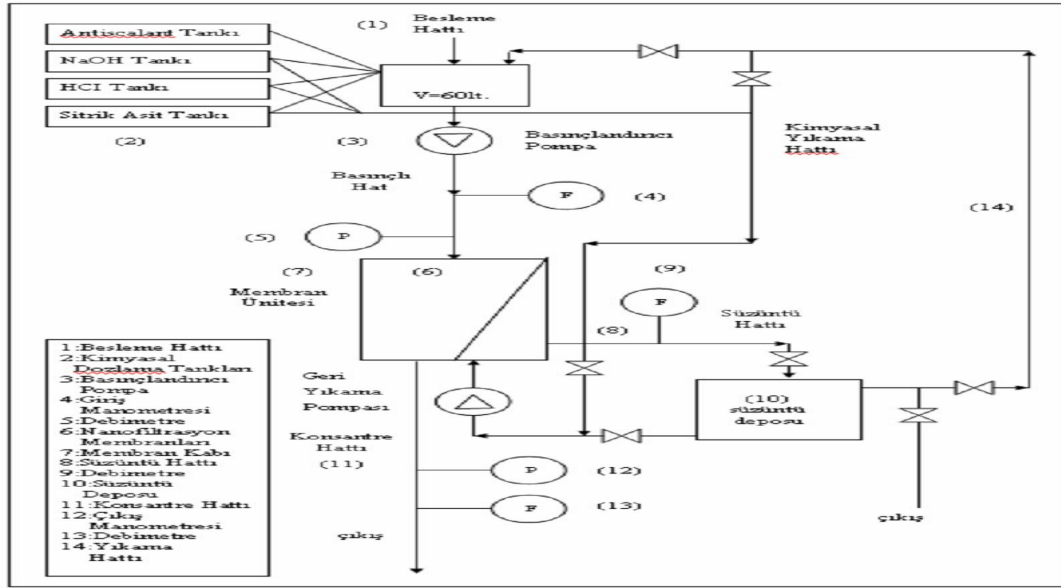 (1)
Besleme
Hattı
Antiscalant Tankı
NaOH Tankı
HCI Tankı
Sitrik Asit Tankı
(2)
V=60lt.
(3)
Basınçlandırıcı
Pompa
Basınçlı
Hat
F
(4)
(5)
P
Kimyasal
Yıkama
Hattı
(14)
(7)
(6)
Membran
Ünitesi
(9)
F
(8)
Süzüntü
Hattı
Geri
Yıkama
Pompası
(10)
süzüntü
deposu
Konsantre
Hattı
(11)
P
(12)
F
(13)
çıkış
çıkış
1:Besleme Hattı
2:Kimyasal
Dozlama Tankları
3:Basınçlandırıcı
Pompa
4:Giriş
Manometresi
5:Debimetre
6:Nanofiltrasyon
Membranları
7:Membran Kabı
8:Süzüntü Hattı
9:Debimetre
10:Süzüntü
Deposu
11:Konsantre Hattı
12:Çıkış
Manometresi
13:Debimetre
14:Yıkama
Hattı